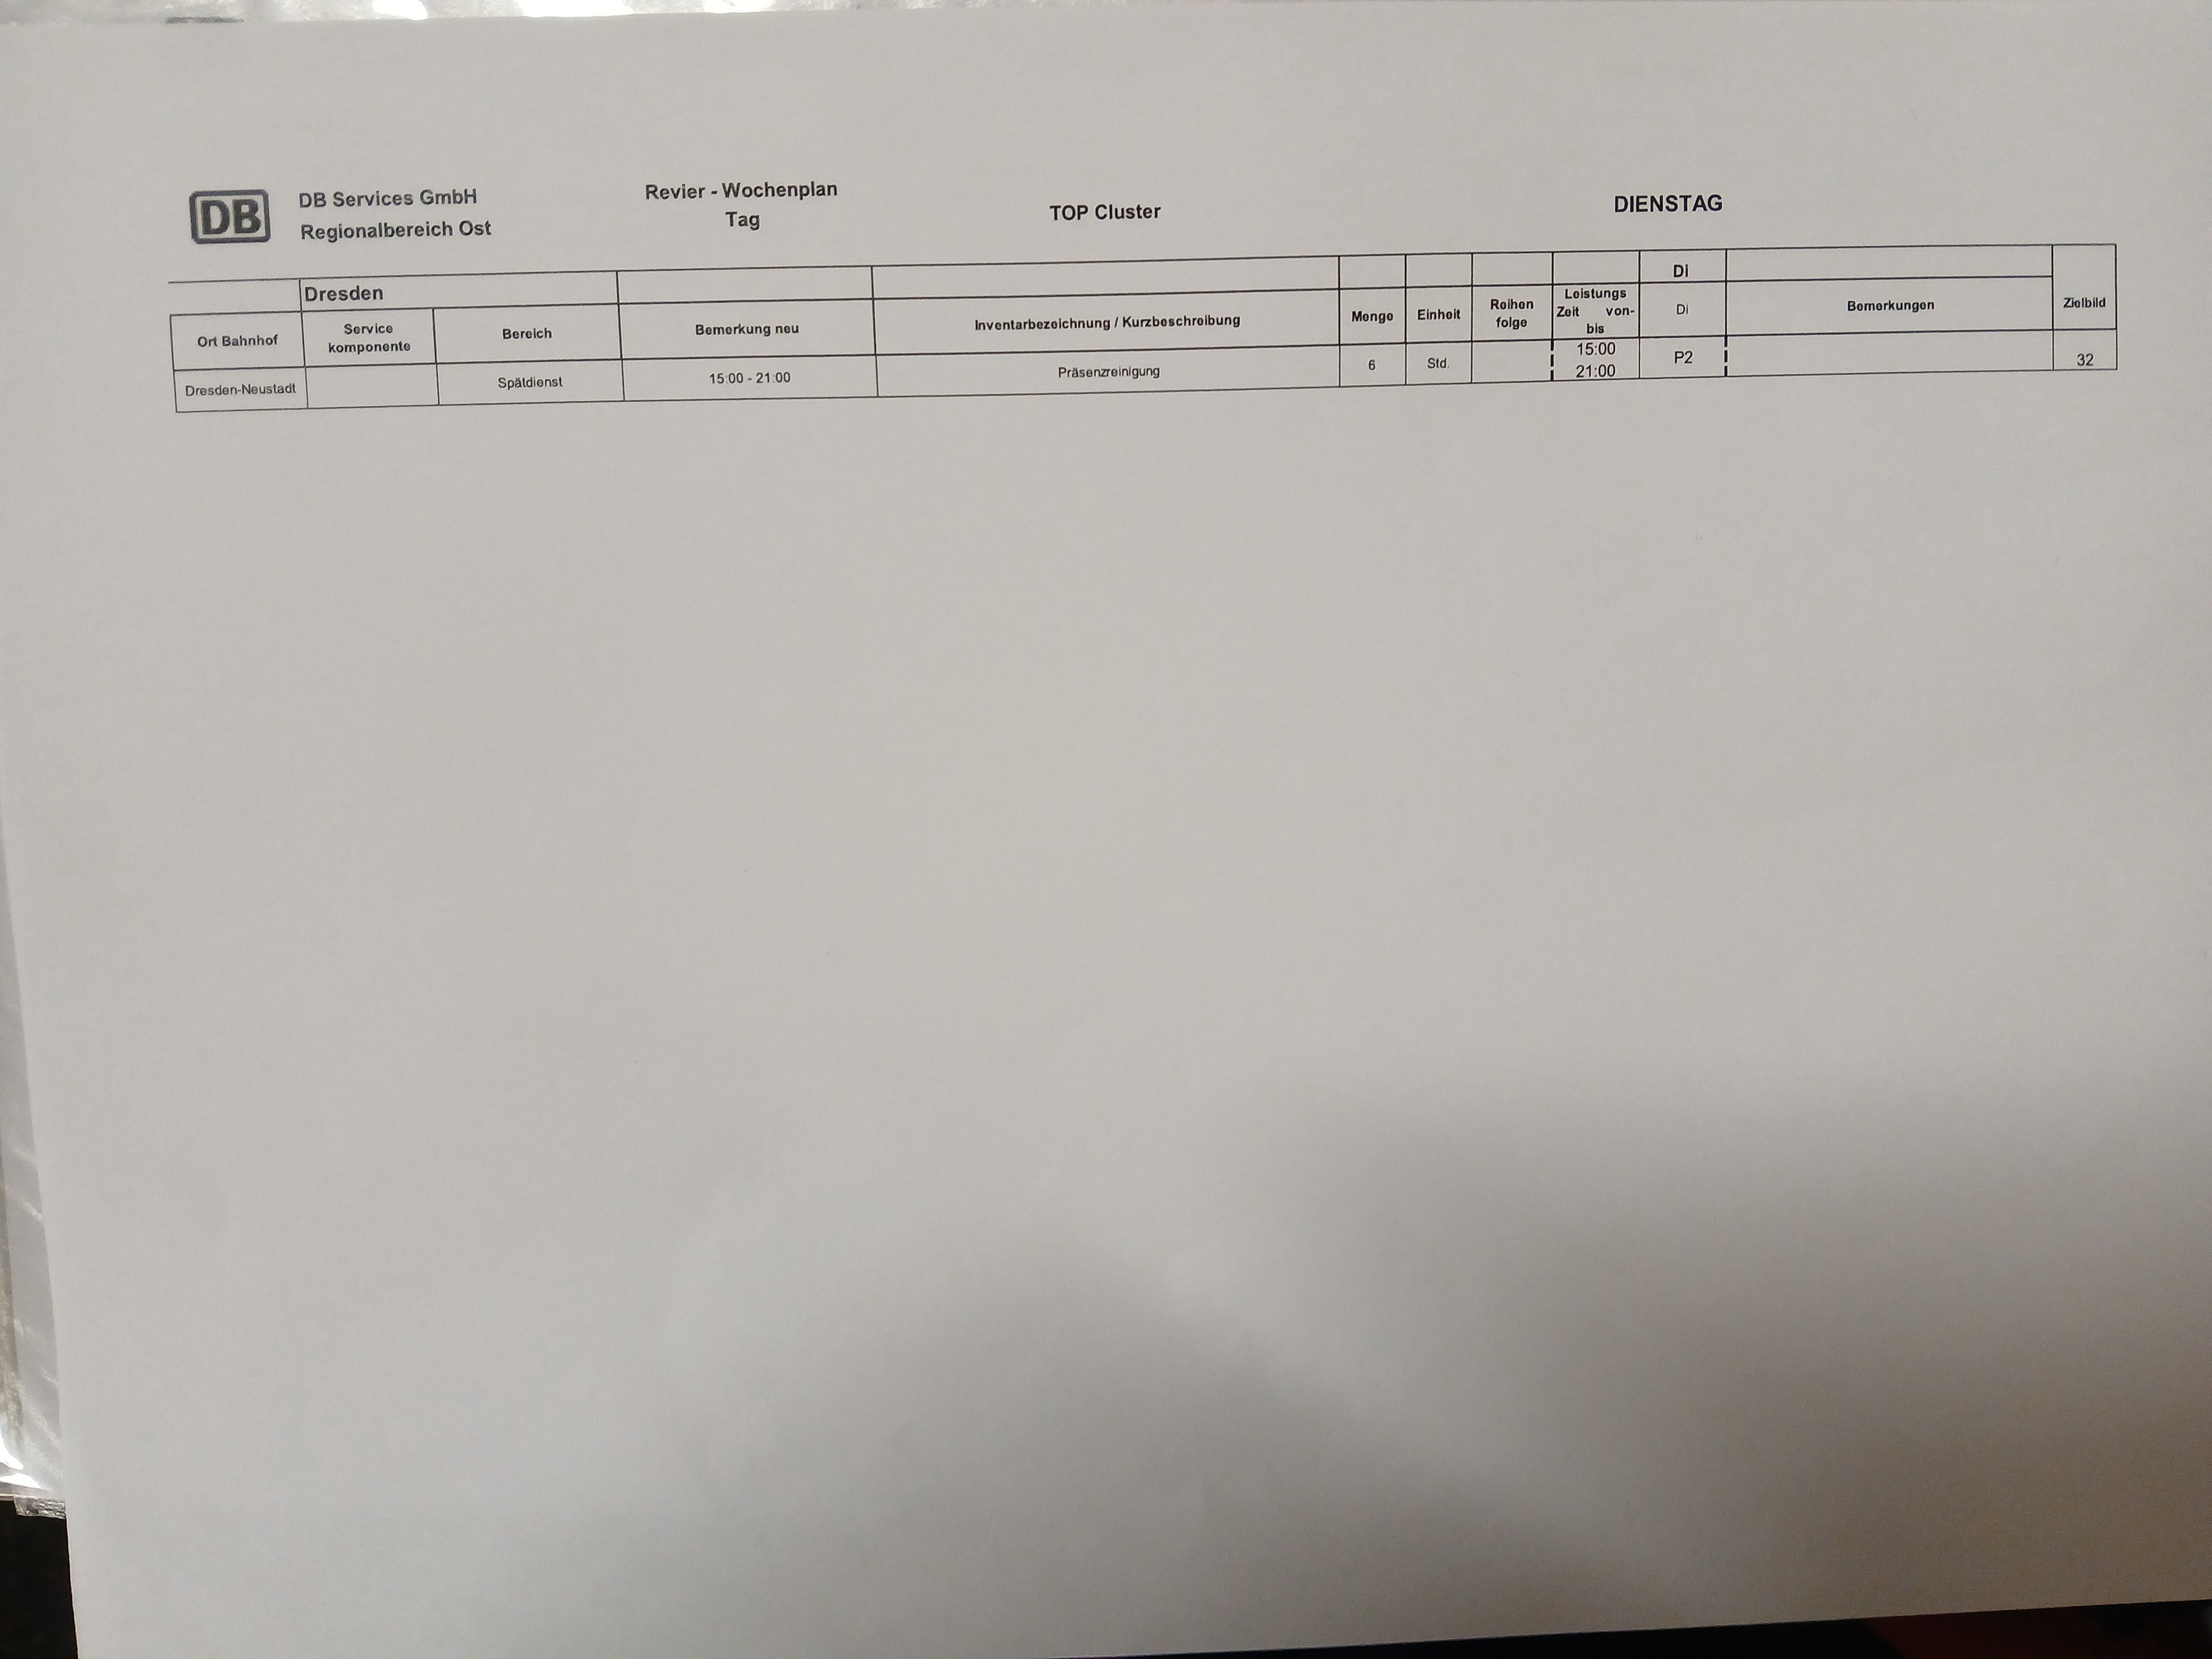 DB
DB Services GmbH
Regionalbereich Ost
Revier - Wochenplan
Tag
TOP Cluster
DIENSTAG
Dresden
Di
Ort Bahnhof
Service
komponente
Bereich
Bemerkung neu
Inventarbezeichnung / Kurzbeschreibung
Menge
Einheit
Reihen
folge
Leistungs
Zeit von-
bis
Di
Bemerkungen
Zielbild
Dresden-Neustadt
Spätdienst
15:00 - 21:00
Präsenzreinigung
6
Std.
15:00
21:00
P2
32